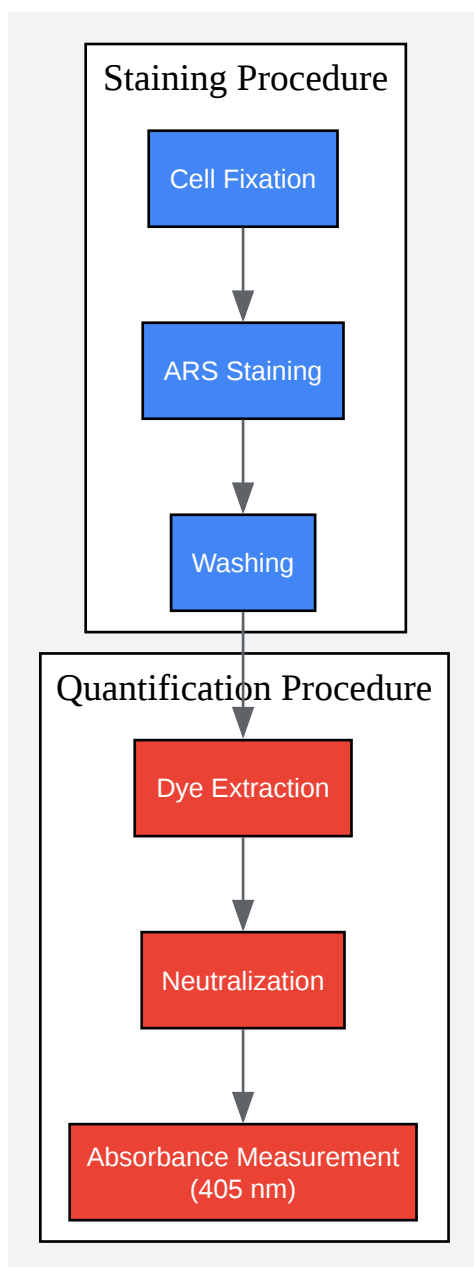 Staining Procedure
Cell Fixation
ARS Staining
Washing
Quantification Procedure
Dye Extraction
Neutralization
Absorbance Measurement
(405 nm)